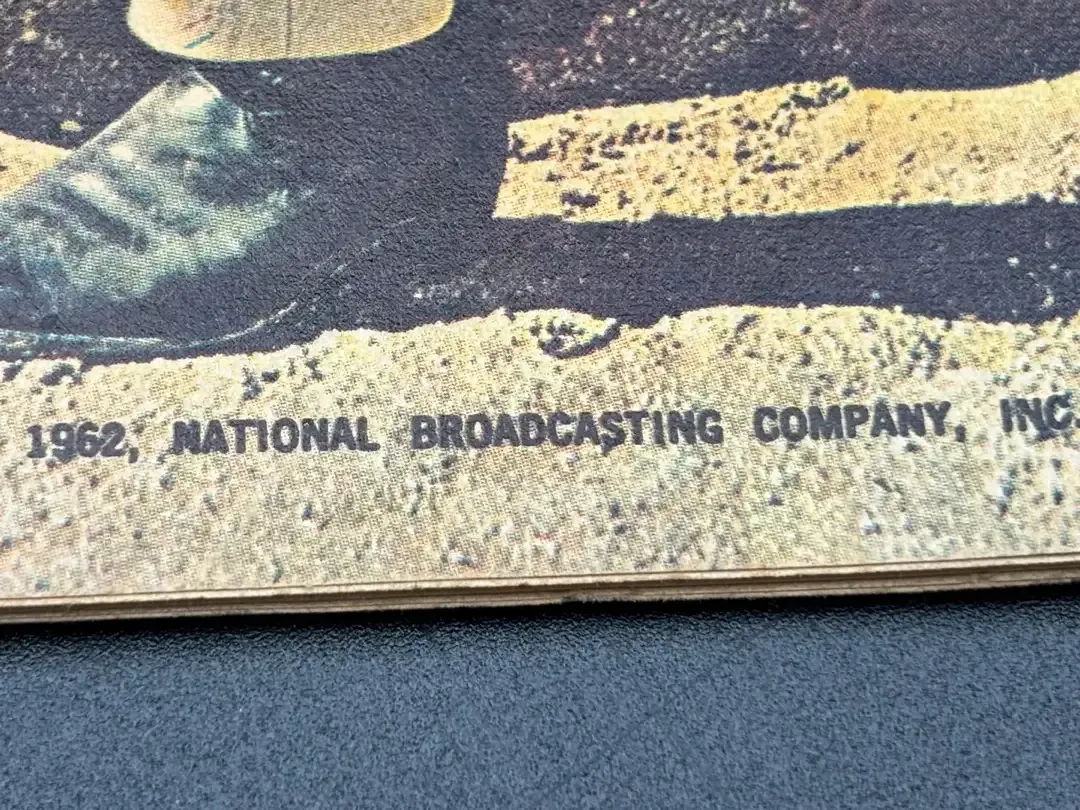 1962, NATIONAL BROADCASTING COMPANY, INC.